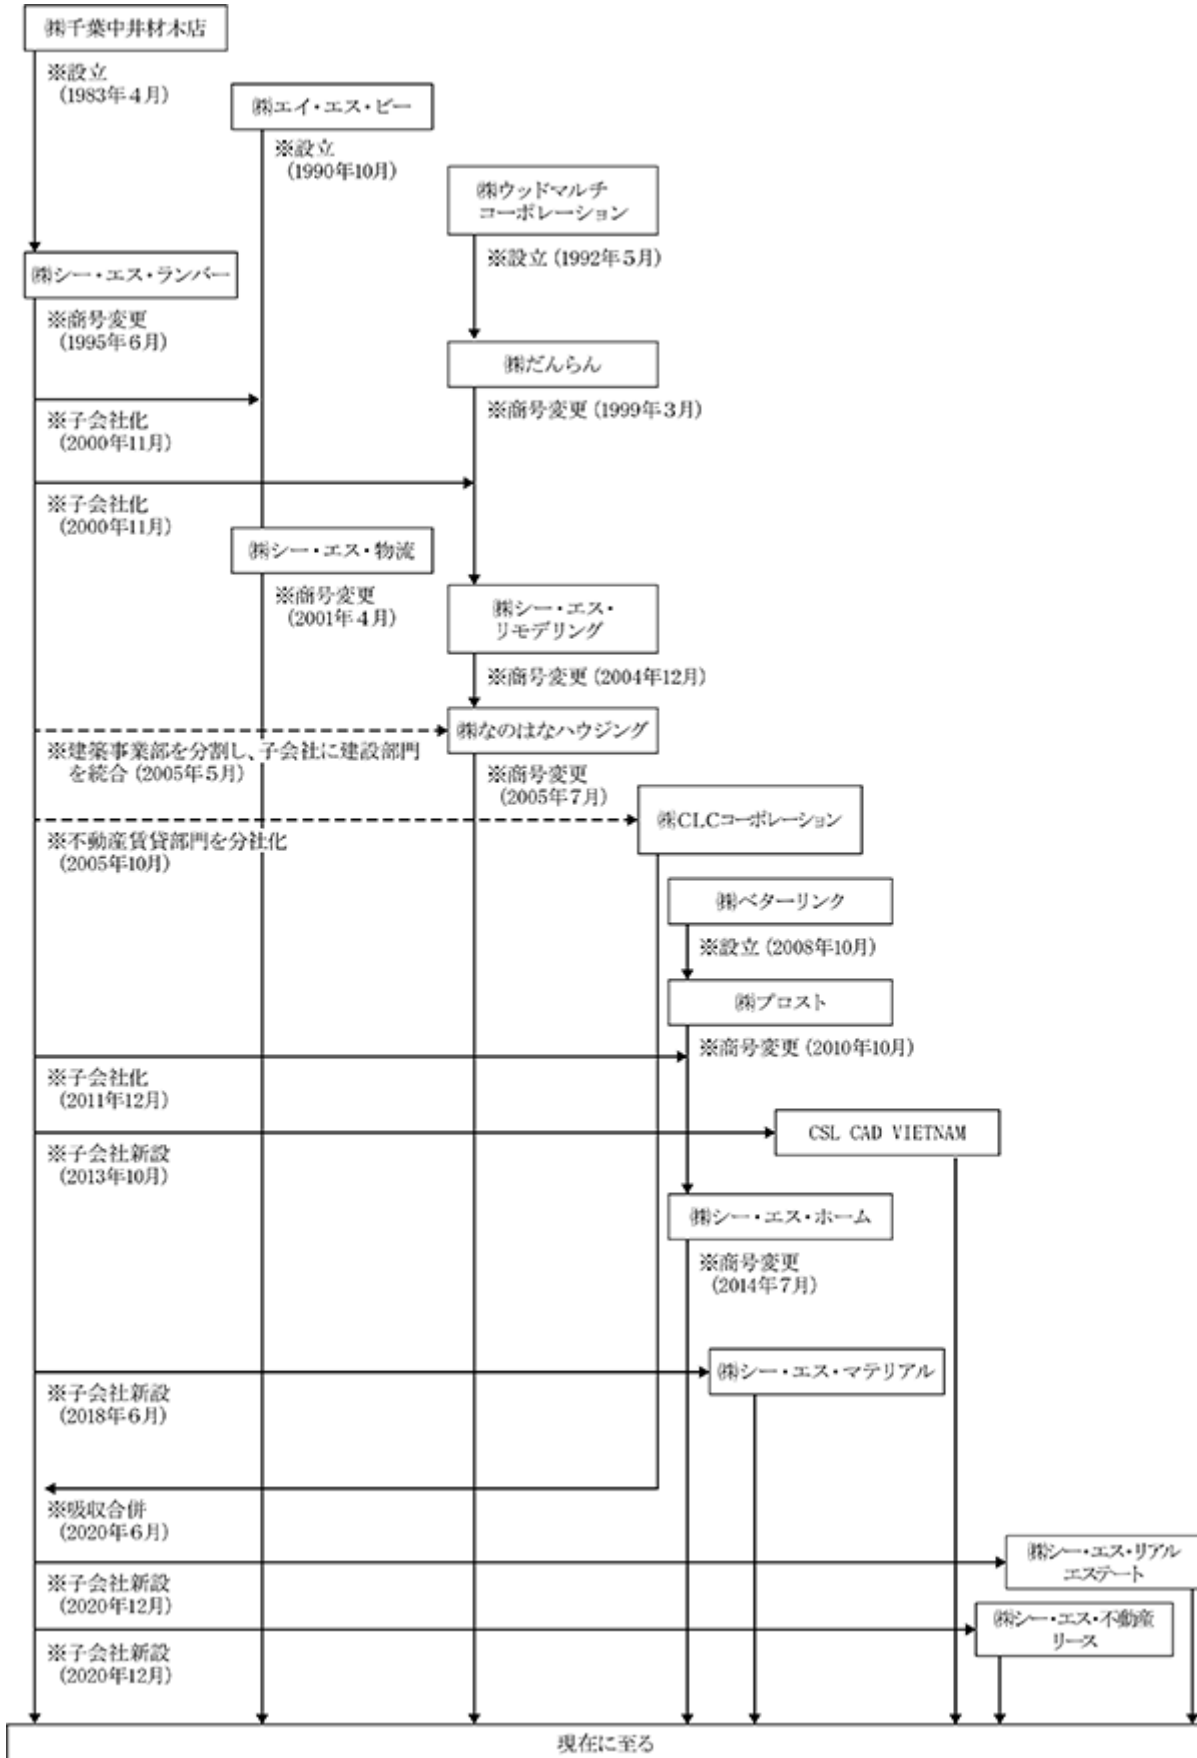 ㈱千葉中井材木店
※設立
(1983年4月)
㈱エイ・エス・ビー
※設立
(1990年10月)
㈱ウッドマルチ
コーポレーション
※設立 (1992年5月)
㈱シー・エス・ランバー
※商号変更
(1995年6月)
㈱だんらん
※商号変更 (1999年3月)
※子会社化
(2000年11月)
※子会社化
(2000年11月)
㈱シー・エス・物流
※商号変更
(2001年4月)
㈱シー・エス・
リモデリング
※商号変更 (2004年12月)
㈱なのはなハウジング
※建築事業部を分割し、子会社に建設部門
を統合 (2005年5月)
※商号変更
(2005年7月)
㈱CLCコーポレーション
※不動産賃貸部門を分社化
(2005年10月)
㈱ベターリンク
※設立 (2008年10月)
㈱プロスト
※商号変更 (2010年10月)
※子会社化
(2011年12月)
CSL CAD VIETNAM
※子会社新設
(2013年10月)
㈱シー・エス・ホーム
※商号変更
(2014年7月)
㈱シー・エス・マテリアル
※子会社新設
(2018年6月)
※吸収合併
(2020年6月)
㈱シー・エス・リアル
エステート
※子会社新設
(2020年12月)
㈱シー・エス・不動産
リース
※子会社新設
(2020年12月)
現在に至る